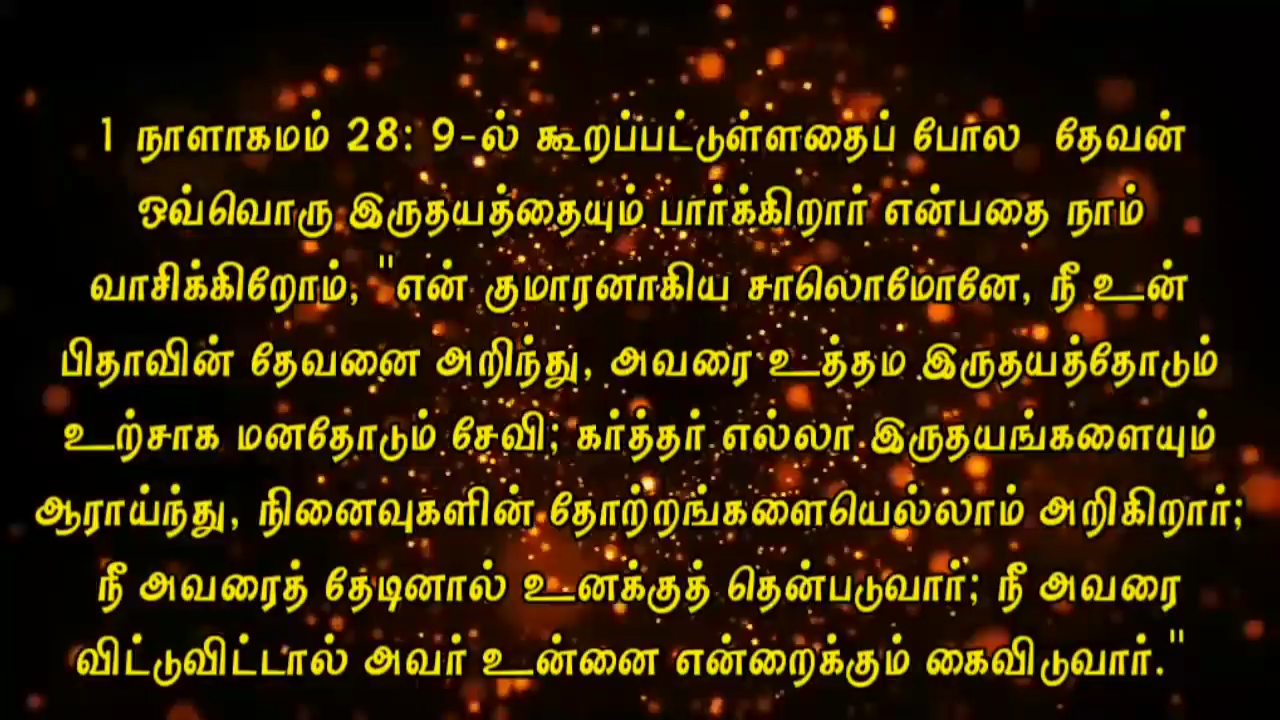 1 நாளாகமம் 28: 9-ல் கூறப்பட்டுள்ளதைப் போல தேவன்
ஒவ்வொரு இருதயத்தையும் பார்க்கிறார் என்பதை நாம்
வாசிக்கிறோம், "என் குமாரனாகிய சாலொமோனே, நீ உன்
பிதாவின் தேவனை அறிந்து, அவரை உத்தம இருதயத்தோடும்
உற்சாக மனதோடும் சேவி; கர்த்தர் எல்லா இருதயங்களையும்
ஆராய்ந்து, நினைவுகளின் தோற்றங்களையெல்லாம் அறிகிறார்;
நீ அவரைத் தேடினால் உனக்குத் தென்படுவார்; நீ அவரை
விட்டுவிட்டால் அவர் உன்னை என்றைக்கும் கைவிடுவார்."